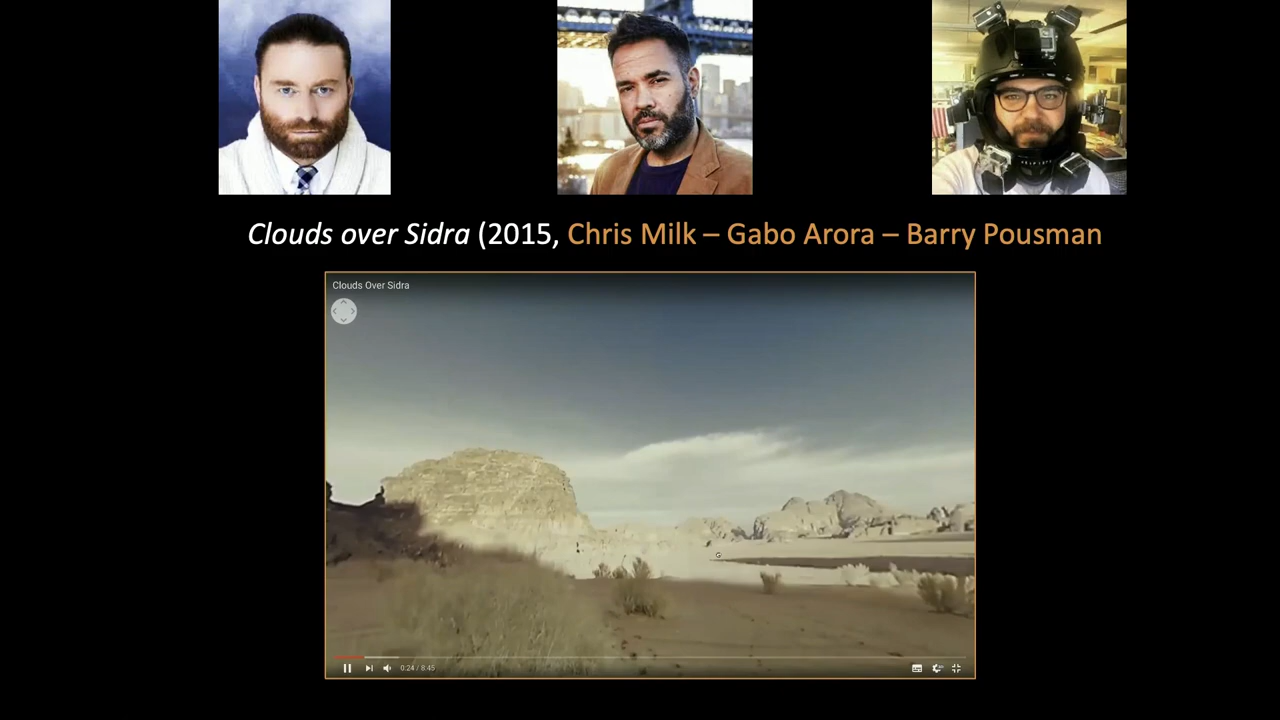 Clouds over Sidra (2015, Chris Milk – Gabo Arora – Barry Pousman
Clouds Over Sidra
0:24 / 8:45